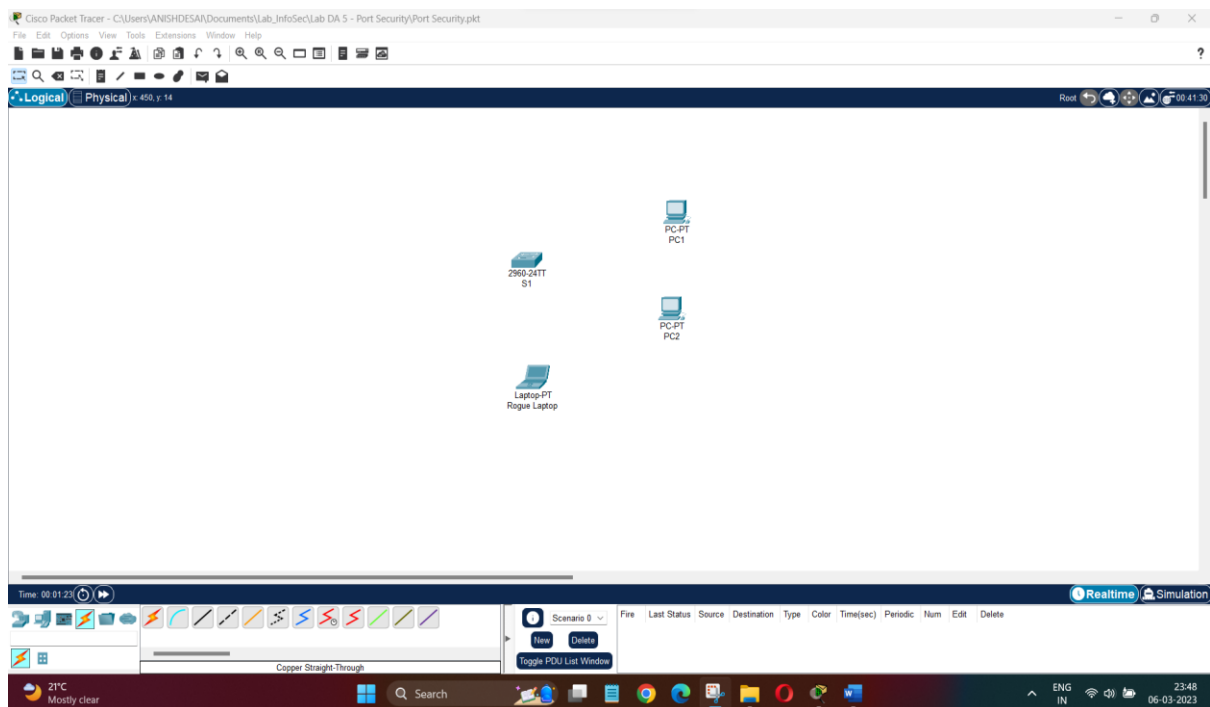 Cisco Packet Tracer - C:\Users\ANISHDESAI\Documents\Lab_InfoSec\Lab DA 5 - Port Security\Port Security.pkt
File Edit Options View Tools Extensions Window Help
?
Logical Physical x: 450, y: 14 Root 00:41:30
PC-PT
PC1
2960-24TT
S1
PC-PT
PC2
Laptop-PT
Rogue Laptop
Time: 00:01:23 Realtime Simulation
Scenario 0 Fire Last Status Source Destination Type Color Time(sec) Periodic Num Edit Delete
New Delete
Toggle PDU List Window
Copper Straight-Through
21°C
Mostly clear
Search
ENG
IN
23:48
06-03-2023